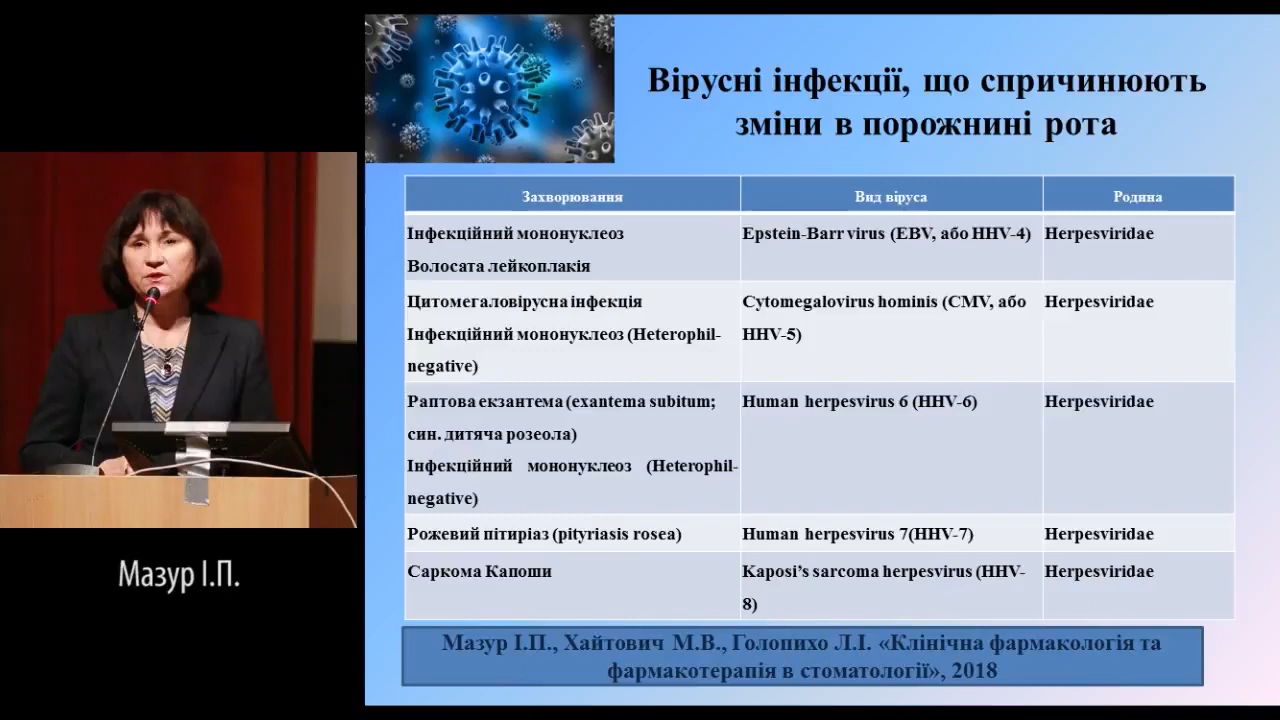 Вірусні інфекції, що спричинюють
зміни в порожнині рота
Захворювання Вид віруса Родина
Інфекційний мононуклеоз
Волосата лейкоплакія
Epstein-Barr virus (EBV, або HHV-4)
Herpesviridae
Цитомегаловірусна інфекція
Інфекційний мононуклеоз (Heterophil-
negative)
Cytomegalovirus hominis (CMV, або
HHV-5)
Herpesviridae
Раптова екзантема (exantema subitum;
син. дитяча розеола)
Інфекційний мононуклеоз (Heterophil-
negative)
Human herpesvirus 6 (HHV-6)
Herpesviridae
Рожевий пітиріаз (pityriasis rosea)
Human herpesvirus 7(HHV-7)
Herpesviridae
Саркома Капоши
Kaposi’s sarcoma herpesvirus (HHV-
8)
Herpesviridae
Мазур І.П., Хайтович М.В., Голопихо Л.І. «Клінічна фармакологія та
фармакотерапія в стоматології», 2018
Мазур І.П.